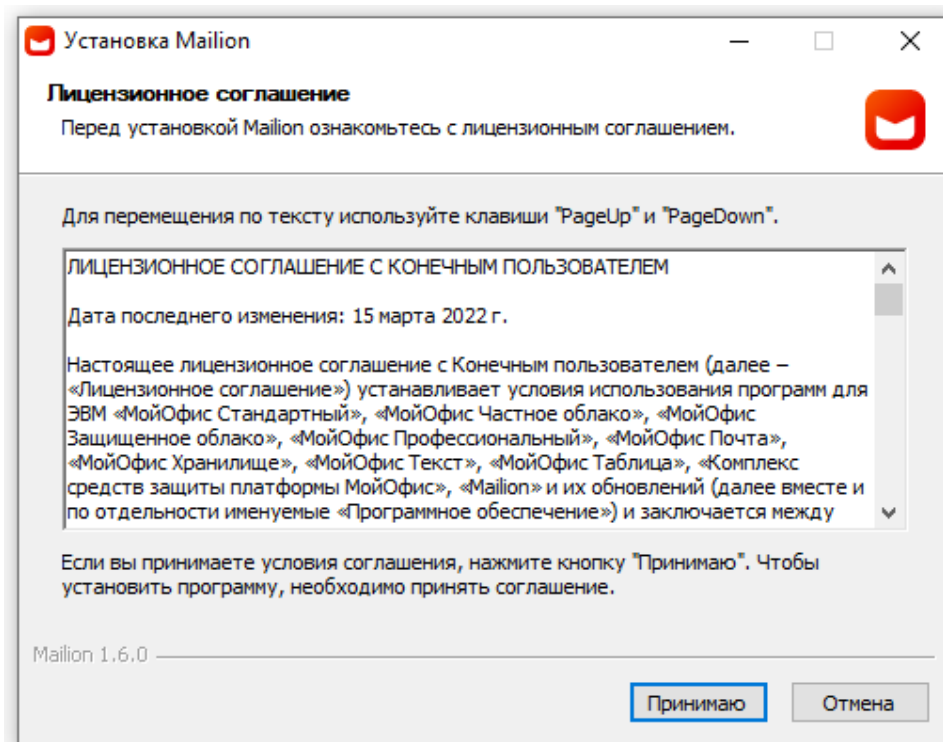 Установка Mailion
Лицензионное соглашение
Перед установкой Mailion ознакомьтесь с лицензионным соглашением.
Для перемещения по тексту используйте клавиши "PageUp" и "PageDown".
ЛИЦЕНЗИОННОЕ СОГЛАШЕНИЕ С КОНЕЧНЫМ ПОЛЬЗОВАТЕЛЕМ
Дата последнего изменения: 15 марта 2022 г.
Настоящее лицензионное соглашение с Конечным пользователем (далее –
«Лицензионное соглашение») устанавливает условия использования программ для
ЭВМ «МойОфис Стандартный», «МойОфис Частное облако», «МойОфис
Защищенное облако», «МойОфис Профессиональный», «МойОфис Почта»,
«МойОфис Хранилище», «МойОфис Текст», «МойОфис Таблица», «Комплекс
средств защиты платформы МойОфис», «Mailion» и их обновлений (далее вместе и
по отдельности именуемые «Программное обеспечение») и заключается между
Если вы принимаете условия соглашения, нажмите кнопку "Принимаю". Чтобы
установить программу, необходимо принять соглашение.
Mailion 1.6.0
Принимаю
Отмена